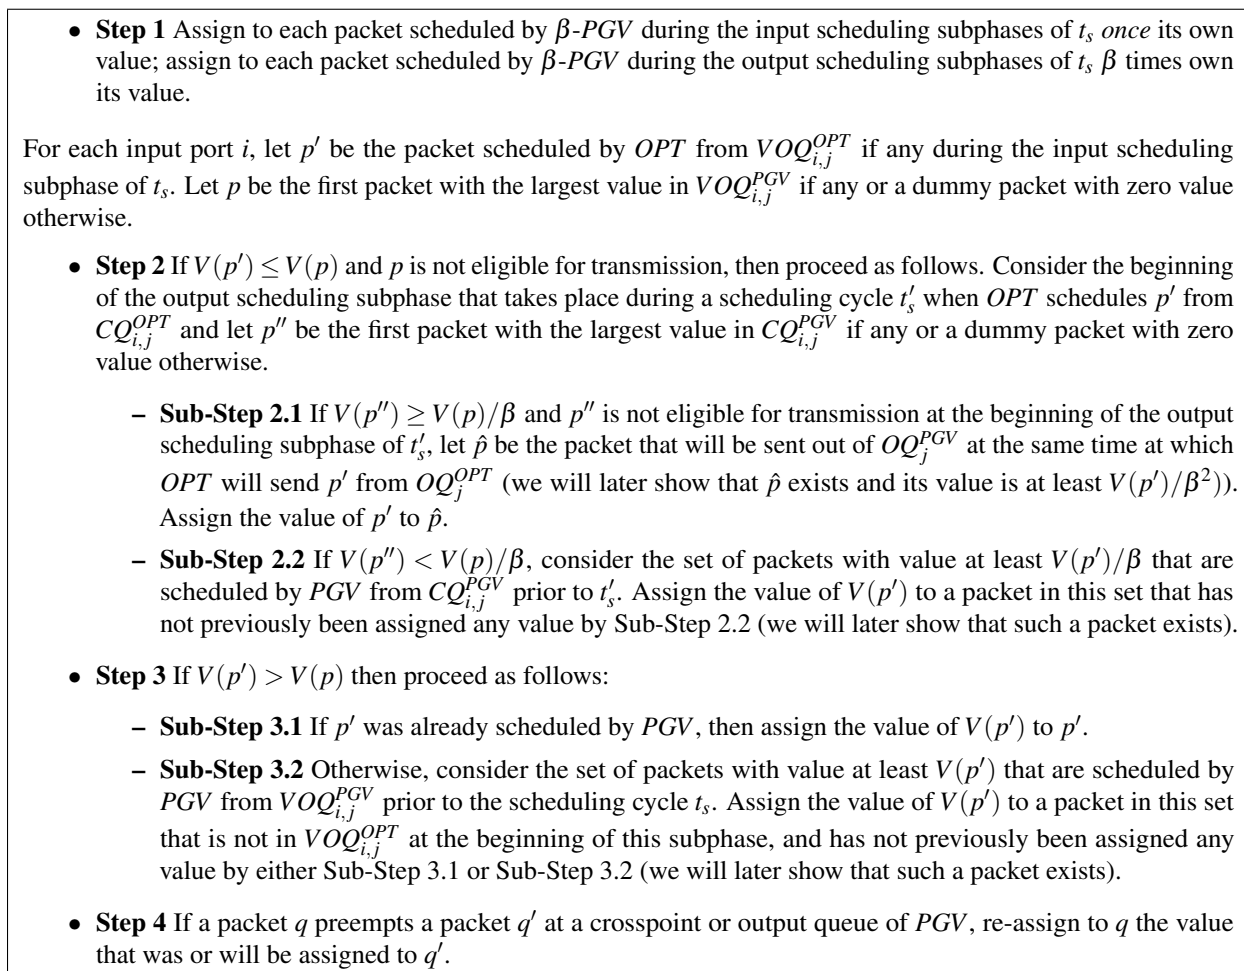 • Step 1 Assign to each packet scheduled by β-PGV during the input scheduling subphases of t_s once its own
value; assign to each packet scheduled by β-PGV during the output scheduling subphases of t_s β times own
its value.
For each input port i, let p′ be the packet scheduled by OPT from VOQ^{OPT}_{i,j} if any during the input scheduling
subphase of t_s. Let p be the first packet with the largest value in VOQ^{PGV}_{i,j} if any or a dummy packet with zero value
otherwise.
• Step 2 If V(p′) ≤ V(p) and p is not eligible for transmission, then proceed as follows. Consider the beginning
of the output scheduling subphase that takes place during a scheduling cycle t′_s when OPT schedules p′ from
CQ^{OPT}_{i,j} and let p″ be the first packet with the largest value in CQ^{PGV}_{i,j} if any or a dummy packet with zero
value otherwise.
– Sub-Step 2.1 If V(p″) ≥ V(p)/β and p″ is not eligible for transmission at the beginning of the output
scheduling subphase of t′_s, let p̂ be the packet that will be sent out of OQ^{PGV}_j at the same time at which
OPT will send p′ from OQ^{OPT}_j (we will later show that p̂ exists and its value is at least V(p′)/β²)).
Assign the value of p′ to p̂.
– Sub-Step 2.2 If V(p″) < V(p)/β, consider the set of packets with value at least V(p′)/β that are
scheduled by PGV from CQ^{PGV}_{i,j} prior to t′_s. Assign the value of V(p′) to a packet in this set that has
not previously been assigned any value by Sub-Step 2.2 (we will later show that such a packet exists).
• Step 3 If V(p′) > V(p) then proceed as follows:
– Sub-Step 3.1 If p′ was already scheduled by PGV, then assign the value of V(p′) to p′.
– Sub-Step 3.2 Otherwise, consider the set of packets with value at least V(p′) that are scheduled by
PGV from VOQ^{PGV}_{i,j} prior to the scheduling cycle t_s. Assign the value of V(p′) to a packet in this set
that is not in VOQ^{OPT}_{i,j} at the beginning of this subphase, and has not previously been assigned any
value by either Sub-Step 3.1 or Sub-Step 3.2 (we will later show that such a packet exists).
• Step 4 If a packet q preempts a packet q′ at a crosspoint or output queue of PGV, re-assign to q the value
that was or will be assigned to q′.